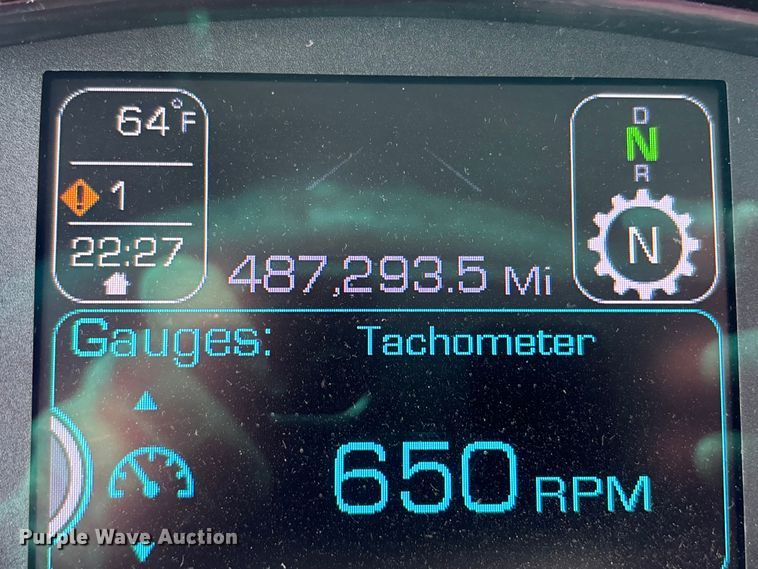 64°F
1
22:27
487,293.5 Mi
D
N
R
N
Gauges: Tachometer
650 RPM
Purple Wave Auction